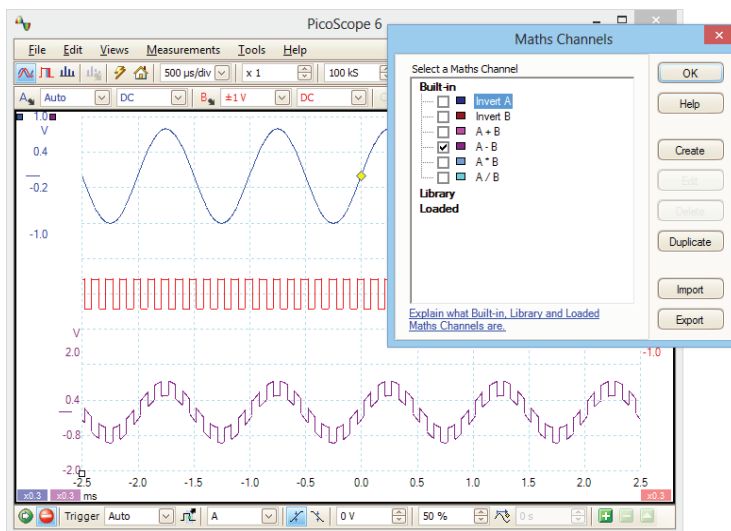 PicoScope 6
File Edit Views Measurements Tools Help
500 µs/div x 1 100 kS
A Auto DC B ±1 V DC
Maths Channels
Select a Maths Channel
Built-in
Invert A
Invert B
A + B
A - B
A * B
A / B
Library
Loaded
Explain what Built-in, Library and Loaded
Maths Channels are.
OK
Help
Create
Edit
Delete
Duplicate
Import
Export
1.0
V
0.4
-0.2
-1.0
V
2.0
0.4
-0.8
-2.0
-1.0
-2.5 -2.0 -1.5 -1.0 -0.5 0.0 0.5 1.0 1.5 2.0 2.5
x0.3 x0.3 ms x0.3
Trigger Auto A 0 V 50 % 0 s